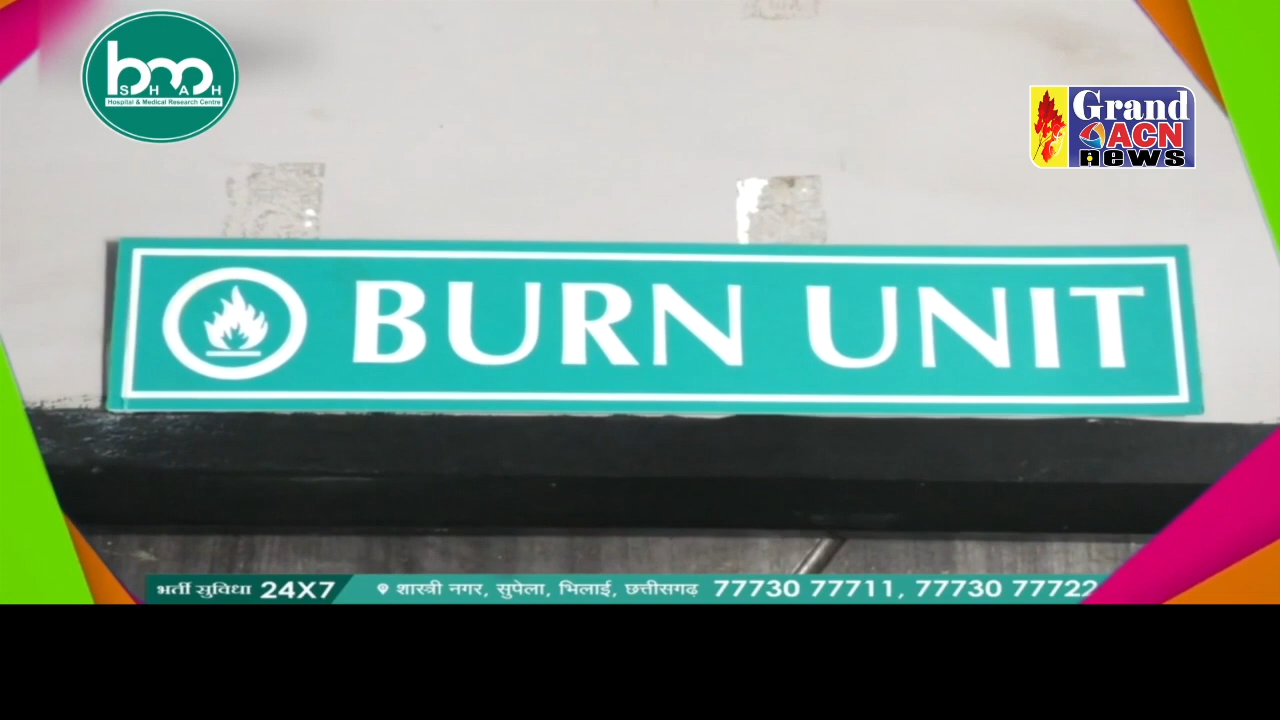 bm
SHAH
Hospital & Medical Research Centre
Grand
ACN
news
BURN UNIT
भर्ती सुविधा 24X7
शास्त्री नगर, सुपेला, भिलाई, छत्तीसगढ़ 77730 77711, 77730 77722